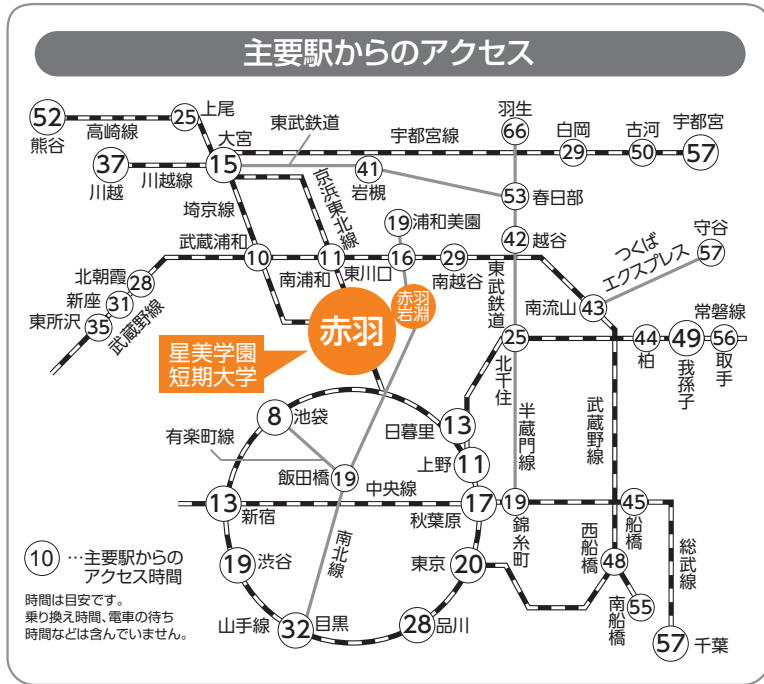 主要駅からのアクセス
52
熊谷
高崎線
25
上尾
大宮
15
37
川越
川越線
東武鉄道
41
岩槻
宇都宮線
羽生
66
白岡
29
古河
50
宇都宮
57
53
春日部
埼京線
京浜東北線
19
浦和美園
武蔵浦和
10
11
南浦和
16
東川口
29
南越谷
42
越谷
東武鉄道
つくば
エクスプレス
守谷
57
北朝霞
28
新座
31
東所沢
35
武蔵野線
南流山
43
赤羽
赤羽
岩淵
星美学園
短期大学
25
北千住
常磐線
44
柏
49
我孫子
56
取手
8
池袋
有楽町線
飯田橋
19
日暮里
13
上野
11
半蔵門線
武蔵野線
中央線
13
新宿
17
秋葉原
19
錦糸町
45
船橋
19
渋谷
南北線
東京
20
西船橋
48
総武線
南船橋
55
山手線
32
目黒
28
品川
57
千葉
10
…主要駅からの
アクセス時間
時間は目安です。
乗り換え時間、電車の待ち
時間などは含んでいません。